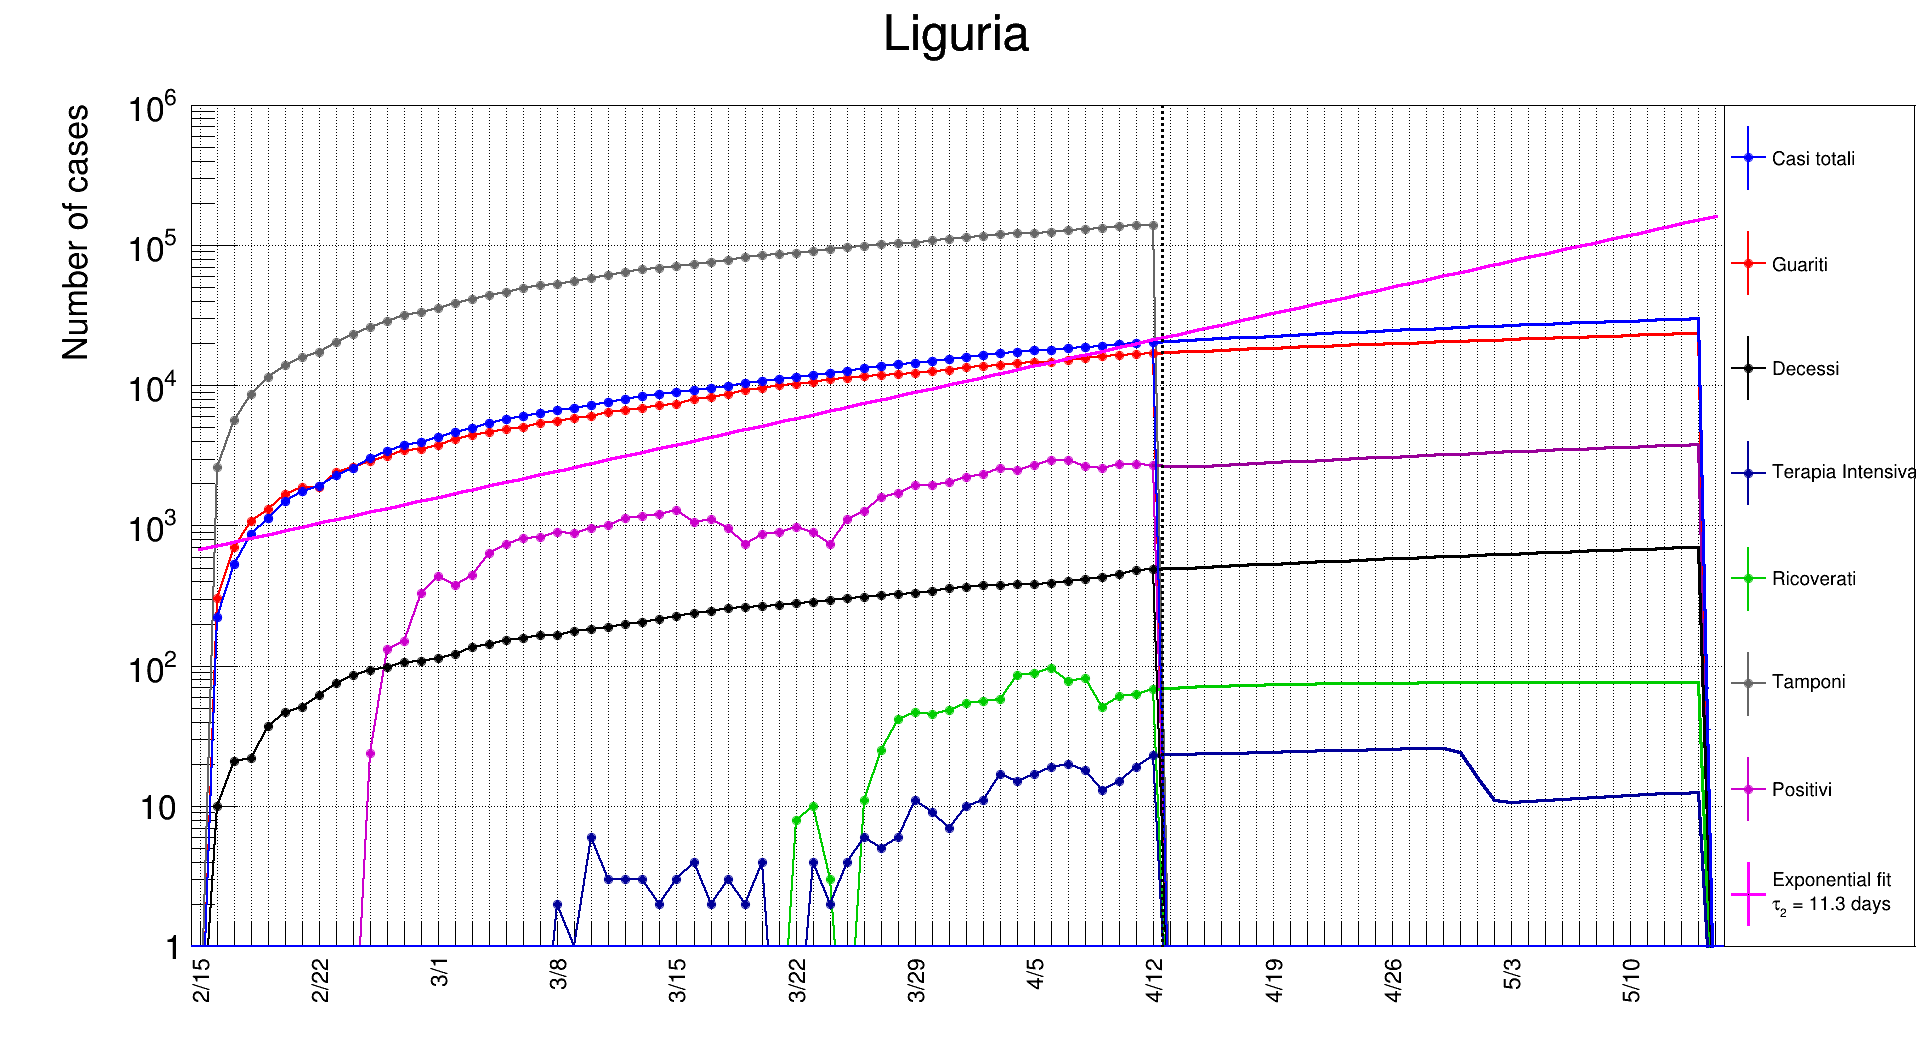 Liguria
Number of cases
10^6
10^5
10^4
10^3
10^2
10
1
2/15
2/22
3/1
3/8
3/15
3/22
3/29
4/5
4/12
4/19
4/26
5/3
5/10
Casi totali
Guariti
Decessi
Terapia Intensiva
Ricoverati
Tamponi
Positivi
Exponential fit
τ₂ = 11.3 days